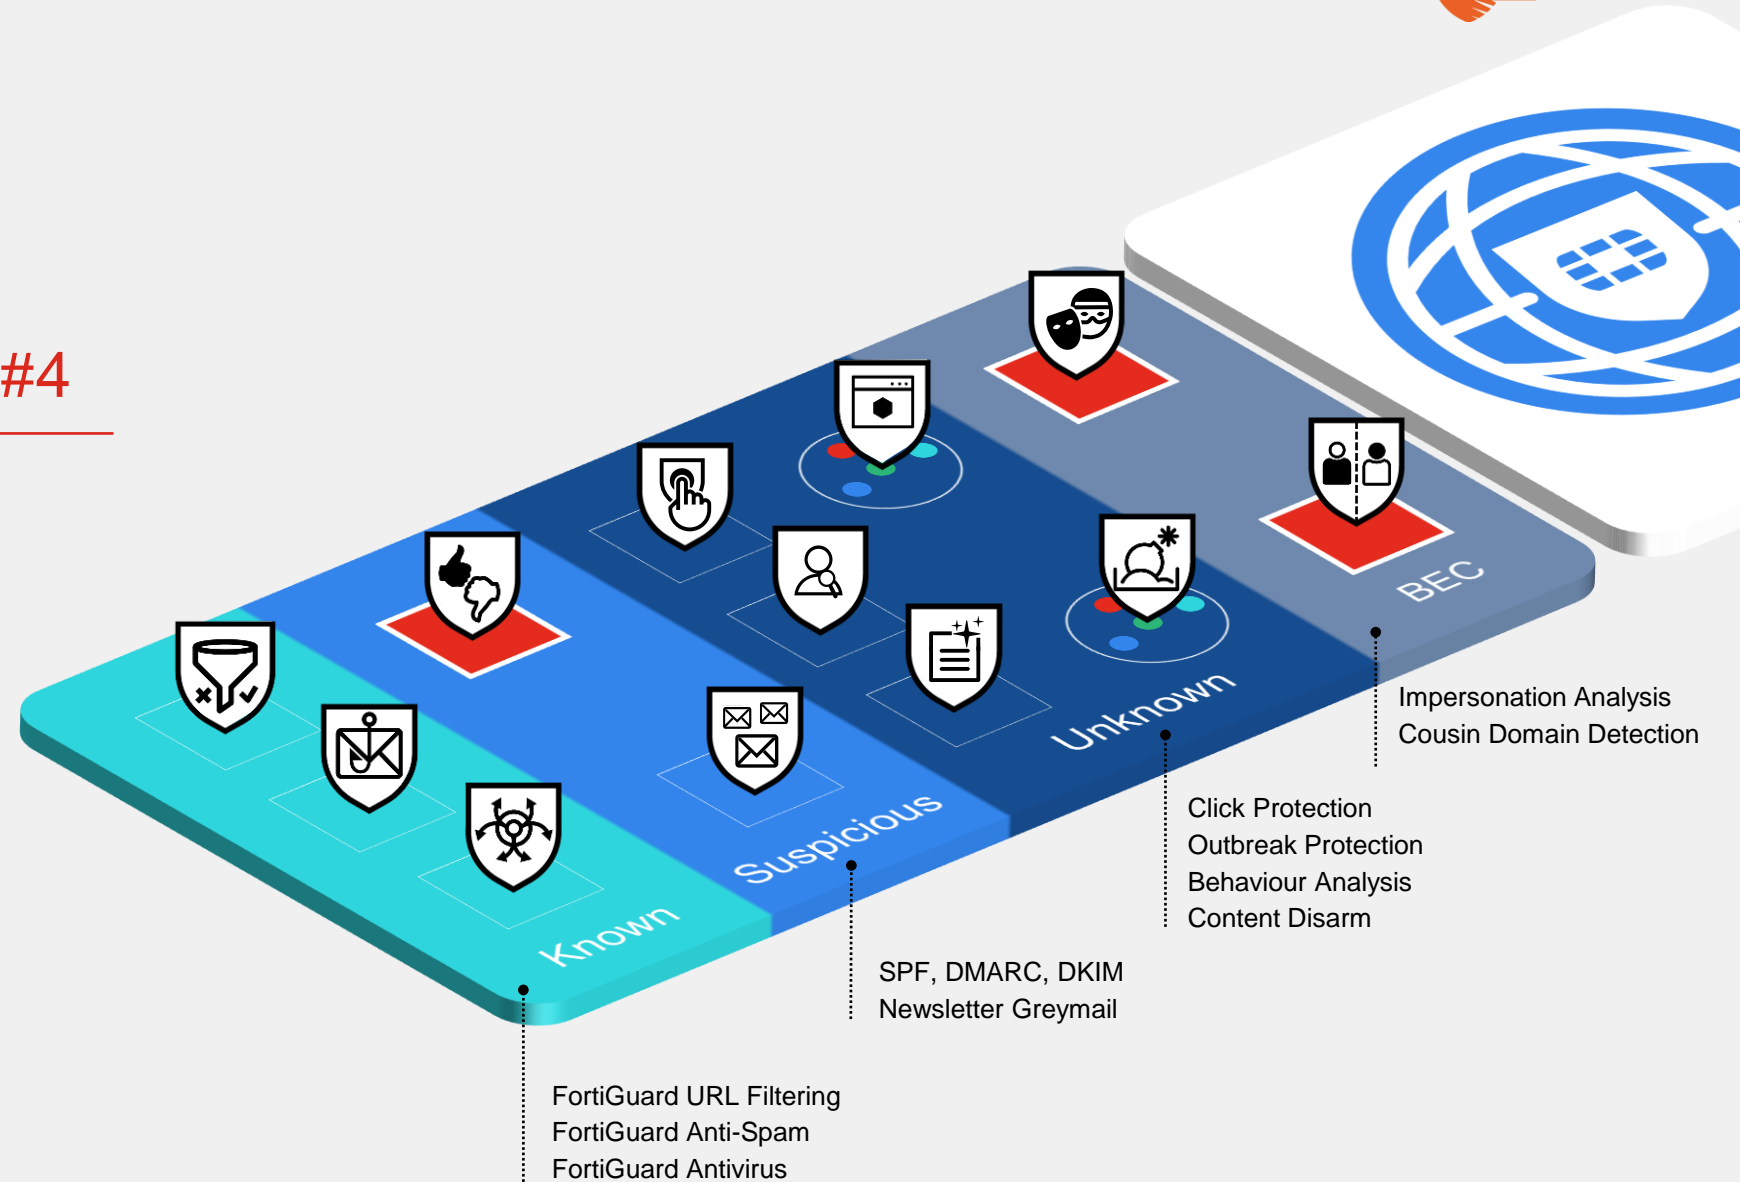 #4
BEC
Impersonation Analysis
Cousin Domain Detection
Unknown
Click Protection
Outbreak Protection
Behaviour Analysis
Content Disarm
Suspicious
SPF, DMARC, DKIM
Newsletter Greymail
Known
FortiGuard URL Filtering
FortiGuard Anti-Spam
FortiGuard Antivirus